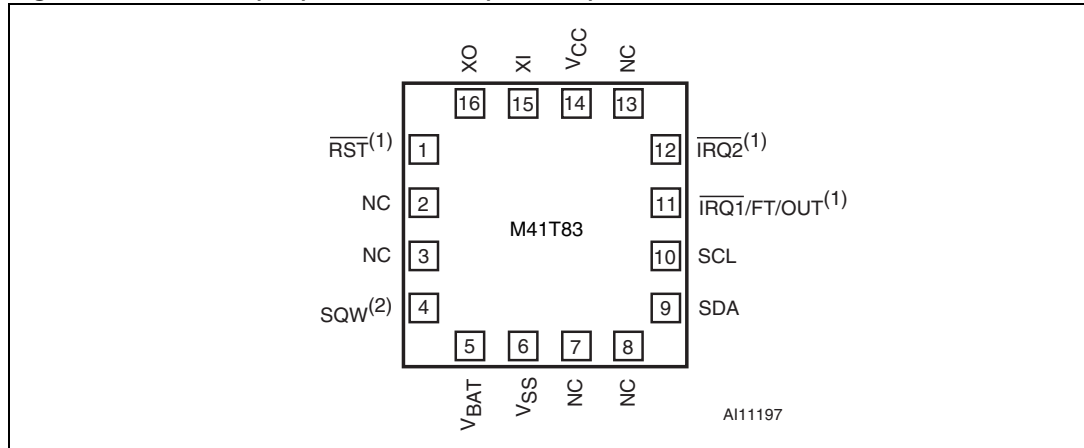 XO XI VCC NC
16 15 14 13
RST(1) 1 12 IRQ2(1)
NC 2 11 IRQ1/FT/OUT(1)
M41T83
NC 3 10 SCL
SQW(2) 4 9 SDA
5 6 7 8
VBAT VSS NC NC
AI11197